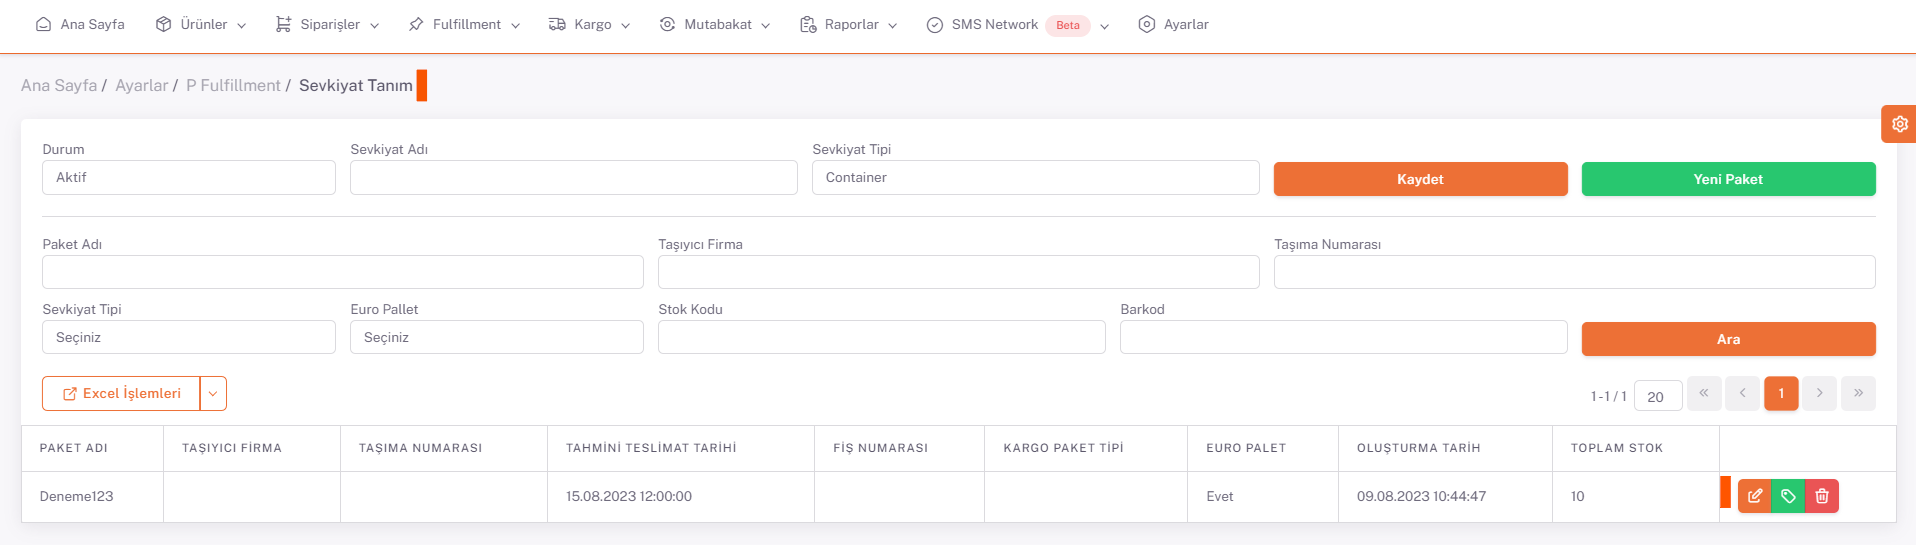 Ana Sayfa Ürünler Siparişler Fulfillment Kargo Mutabakat Raporlar SMS Network Beta Ayarlar
Ana Sayfa / Ayarlar / P Fulfillment / Sevkiyat Tanım
Durum Sevkiyat Adı Sevkiyat Tipi
Aktif Container Kaydet Yeni Paket
Paket Adı Taşıyıcı Firma Taşıma Numarası
Sevkiyat Tipi Euro Pallet Stok Kodu Barkod
Seçiniz Seçiniz Ara
Excel İşlemleri 1-1 / 1 20 « ‹ 1 › »
PAKET ADI TAŞIYICI FİRMA TAŞIMA NUMARASI TAHMİNİ TESLİMAT TARİHİ FİŞ NUMARASI KARGO PAKET TİPİ EURO PALET OLUŞTURMA TARİH TOPLAM STOK
Deneme123 15.08.2023 12:00:00 Evet 09.08.2023 10:44:47 10